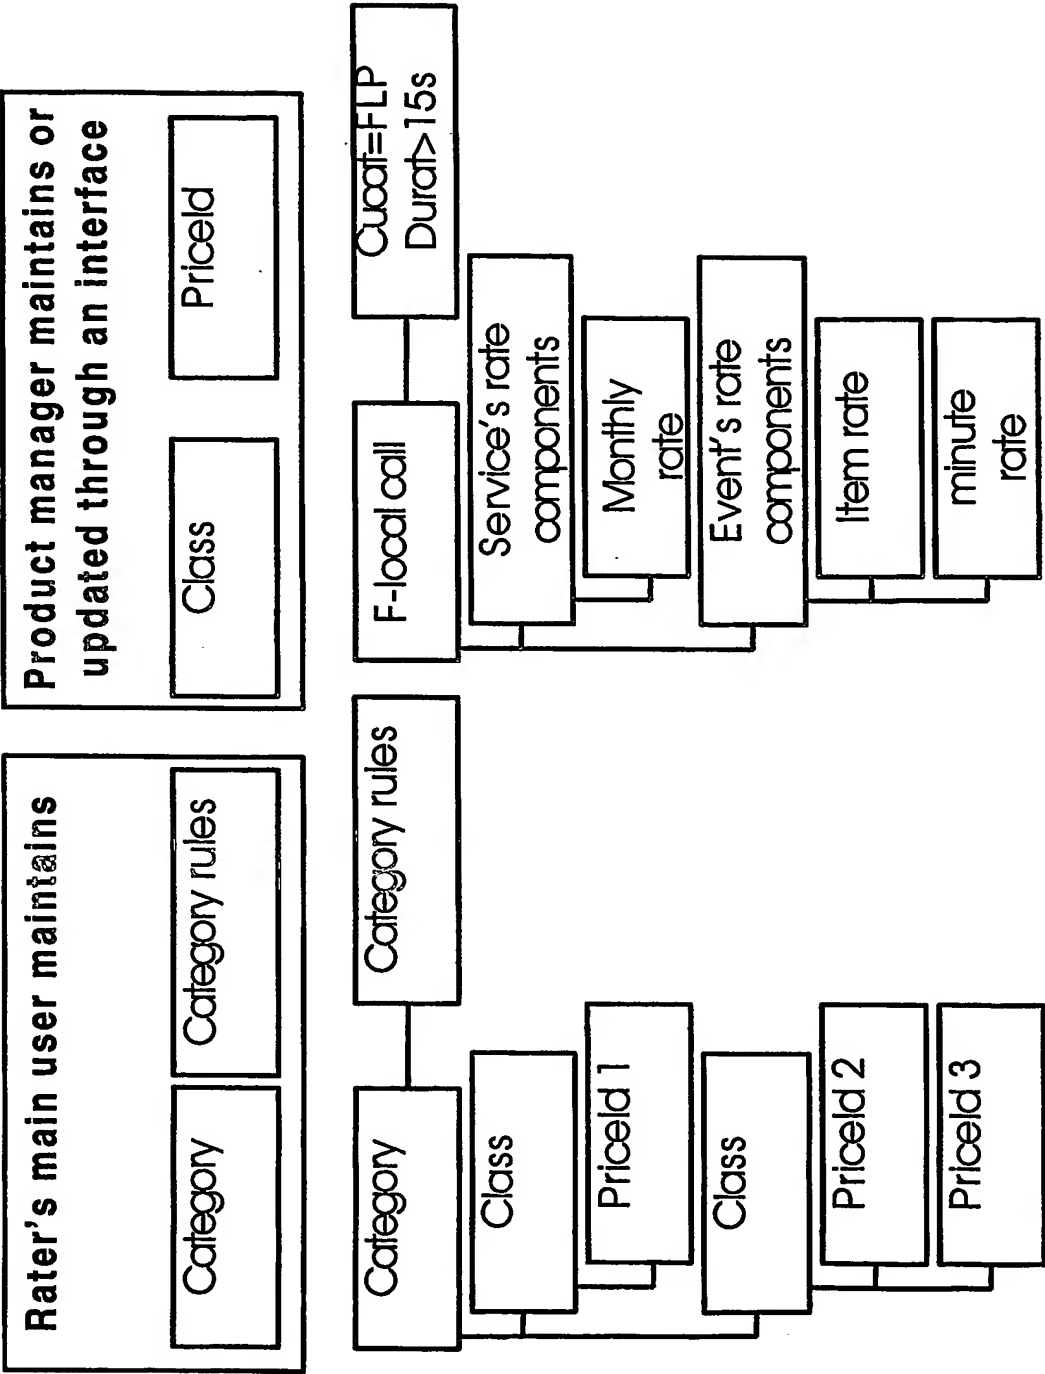 Rater's main user maintains
Category
Category rules
Product manager maintains or
updated through an interface
Class
PriceId
Category
Category rules
Class
PriceId 1
Class
PriceId 2
PriceId 3
F-local call
Cucat=FLP
Durat>15s
Service's rate
components
Monthly
rate
Event's rate
components
Item rate
minute
rate